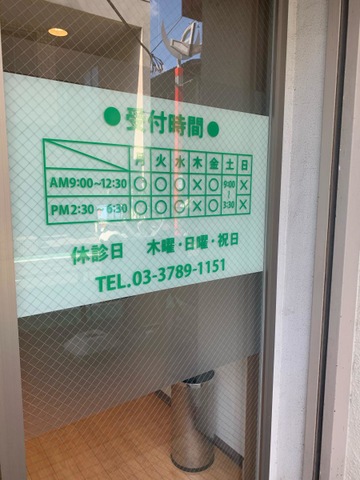 ●受付時間●
月 火 水 木 金 土 日
AM9:00~12:30 ○ ○ ○ × ○ 9:00 ×
PM2:30~6:30 ○ ○ ○ × ○ ~ 3:30 ×
休診日 木曜・日曜・祝日
TEL.03-3789-1151